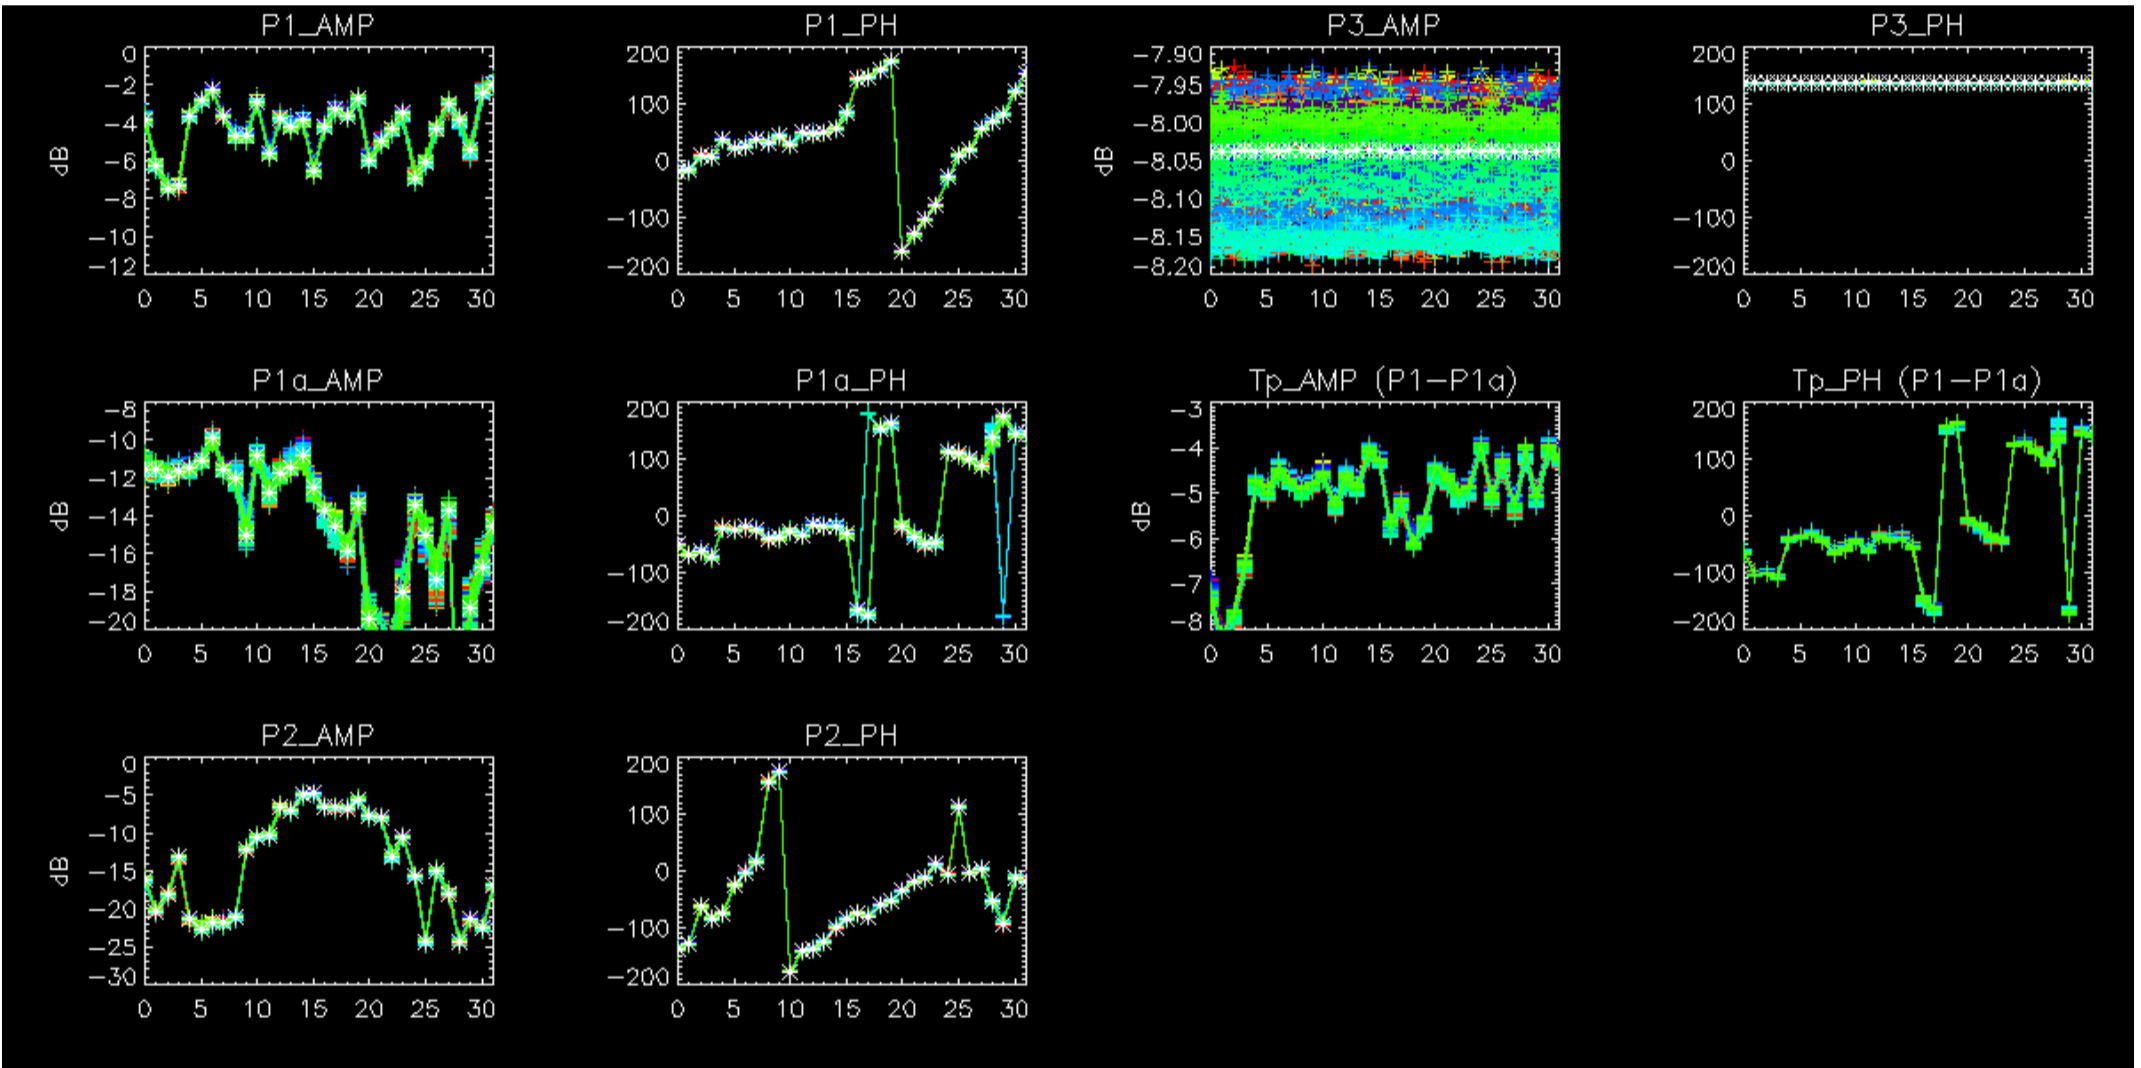 P1_AMP P1_PH P3_AMP P3_PH
0 200 −7.90 200
−2 100 −7.95 100
−4 0 −8.00 0
dB −6 −100 dB −8.05 −100
−8 −200 −8.10 −200
−10 −8.15
−12 −8.20
0 5 10 15 20 25 30 0 5 10 15 20 25 30 0 5 10 15 20 25 30 0 5 10 15 20 25 30
P1a_AMP P1a_PH Tp_AMP (P1−P1a) Tp_PH (P1−P1a)
−8 200 −3 200
−10 100 −4 100
−12 0 −5 0
dB −14 −100 dB −6 −100
−16 −200 −7 −200
−18 −8
−20
0 5 10 15 20 25 30 0 5 10 15 20 25 30 0 5 10 15 20 25 30 0 5 10 15 20 25 30
P2_AMP P2_PH
0 200
−5 100
−10 0
dB −15 −100
−20 −200
−25
−30
0 5 10 15 20 25 30 0 5 10 15 20 25 30